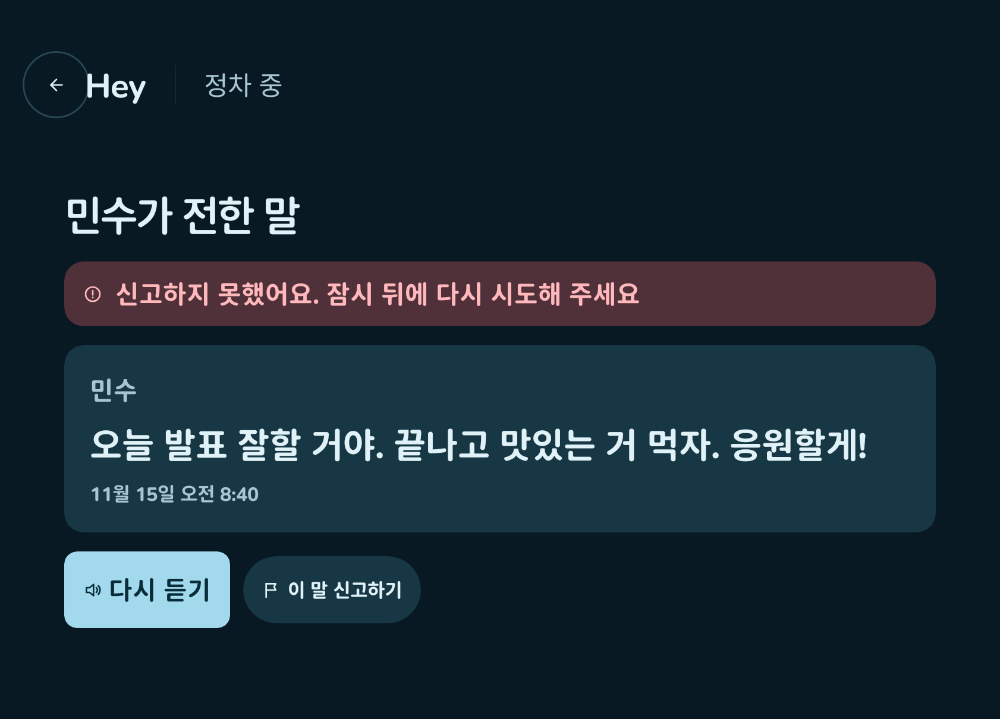 Hey
정차 중
민수가 전한 말
신고하지 못했어요. 잠시 뒤에 다시 시도해 주세요
민수
오늘 발표 잘할 거야. 끝나고 맛있는 거 먹자. 응원할게!
11월 15일 오전 8:40
다시 듣기
이 말 신고하기